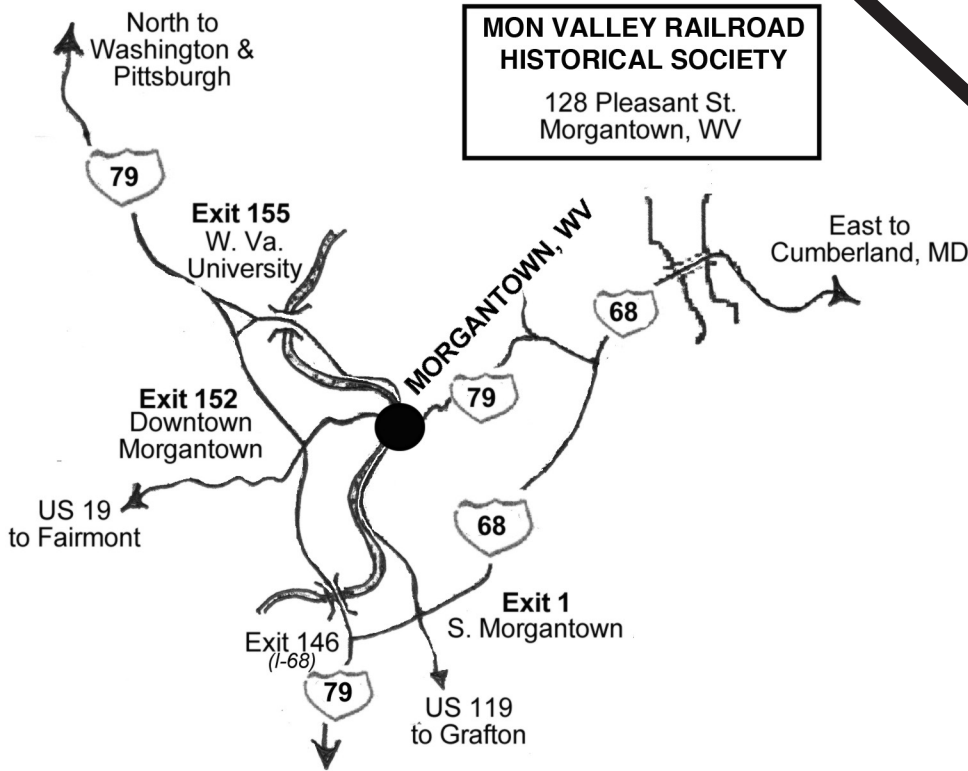 North to
Washington &
Pittsburgh
MON VALLEY RAILROAD
HISTORICAL SOCIETY
128 Pleasant St.
Morgantown, WV
79
Exit 155
W. Va.
University
MORGANTOWN, WV
East to
Cumberland, MD
68
79
Exit 152
Downtown
Morgantown
US 19
to Fairmont
68
Exit 1
S. Morgantown
Exit 146
(I-68)
79
US 119
to Grafton